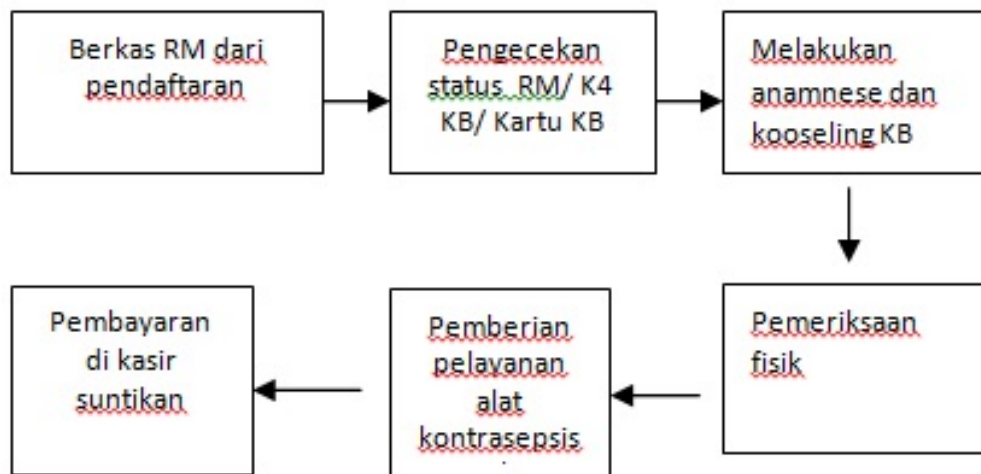 Berkas RM dari
pendaftaran
Pengecekan
status RM/ K4
KB/ Kartu KB
Melakukan
anamnese dan
kooseling KB
Pemeriksaan
fisik
Pemberian
pelayanan
alat
kontrasepsis
Pembayaran
di kasir
suntikan